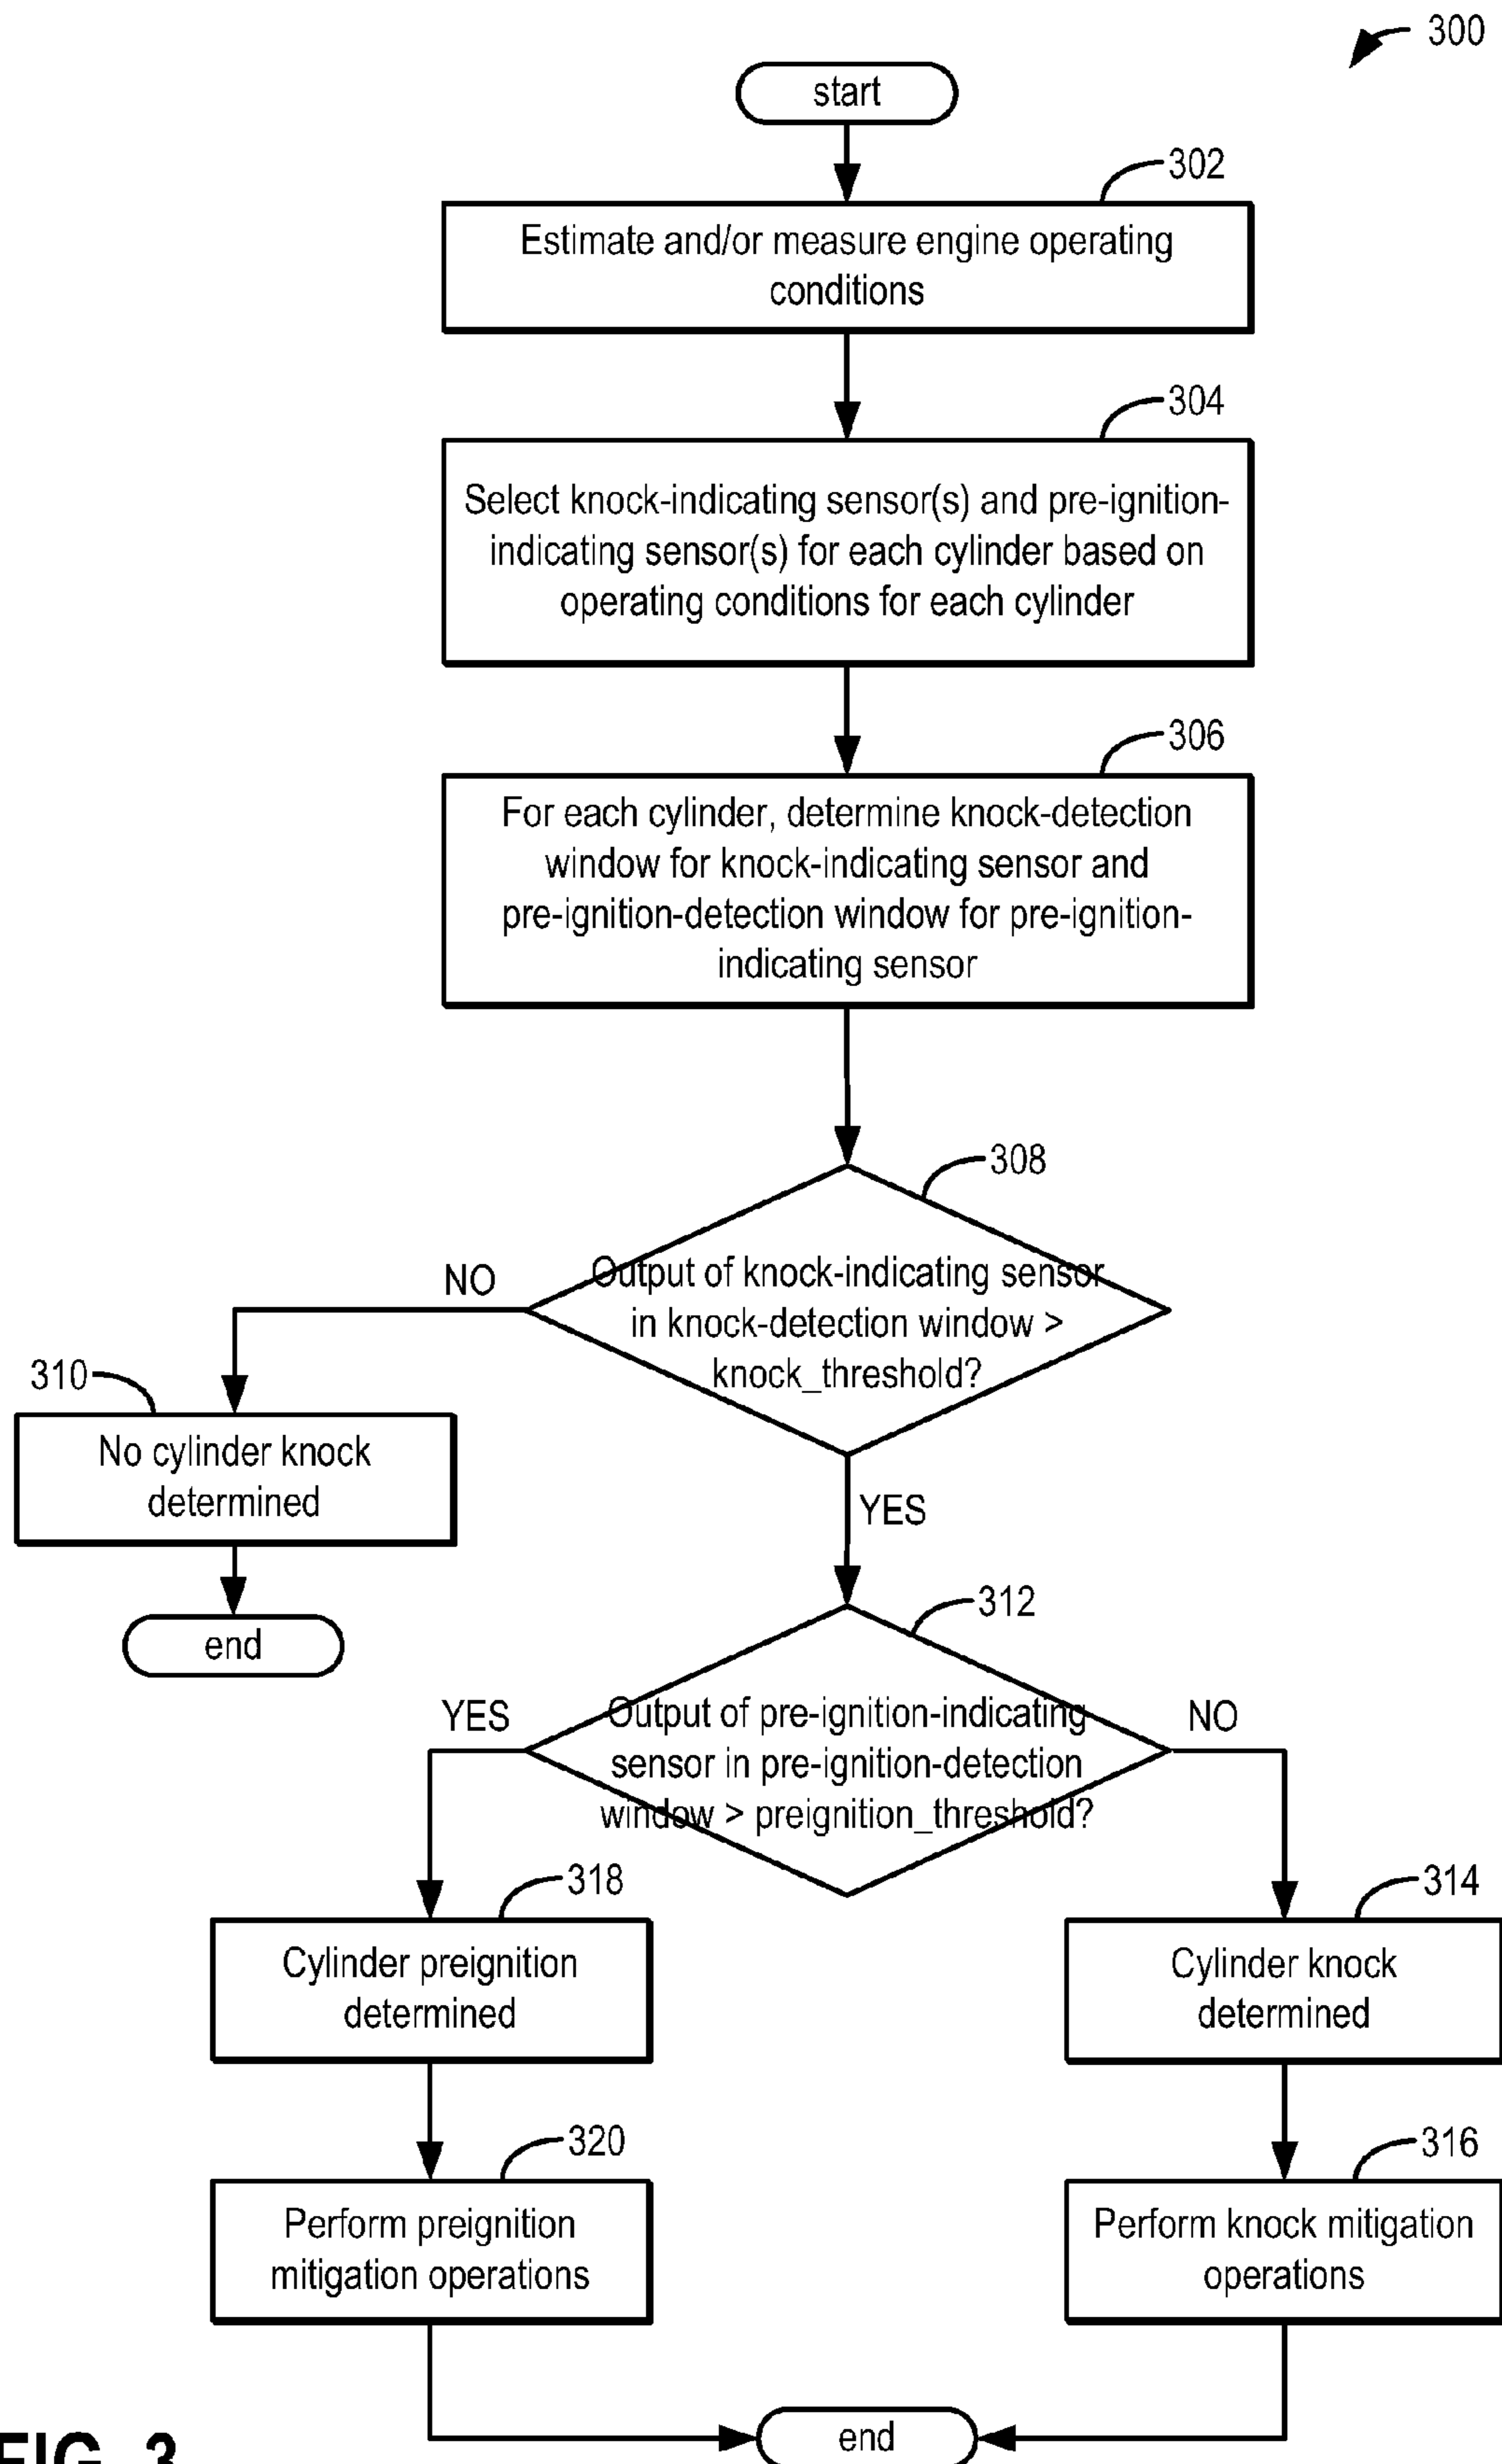 300
start
302
Estimate and/or measure engine operating
conditions
304
Select knock-indicating sensor(s) and pre-ignition-
indicating sensor(s) for each cylinder based on
operating conditions for each cylinder
306
For each cylinder, determine knock-detection
window for knock-indicating sensor and
pre-ignition-detection window for pre-ignition-
indicating sensor
308
NO
Output of knock-indicating sensor
in knock-detection window >
knock_threshold?
310
No cylinder knock
determined
YES
end
312
YES
Output of pre-ignition-indicating
sensor in pre-ignition-detection
window > preignition_threshold?
NO
318
Cylinder preignition
determined
314
Cylinder knock
determined
320
Perform preignition
mitigation operations
316
Perform knock mitigation
operations
end
FIG. 3